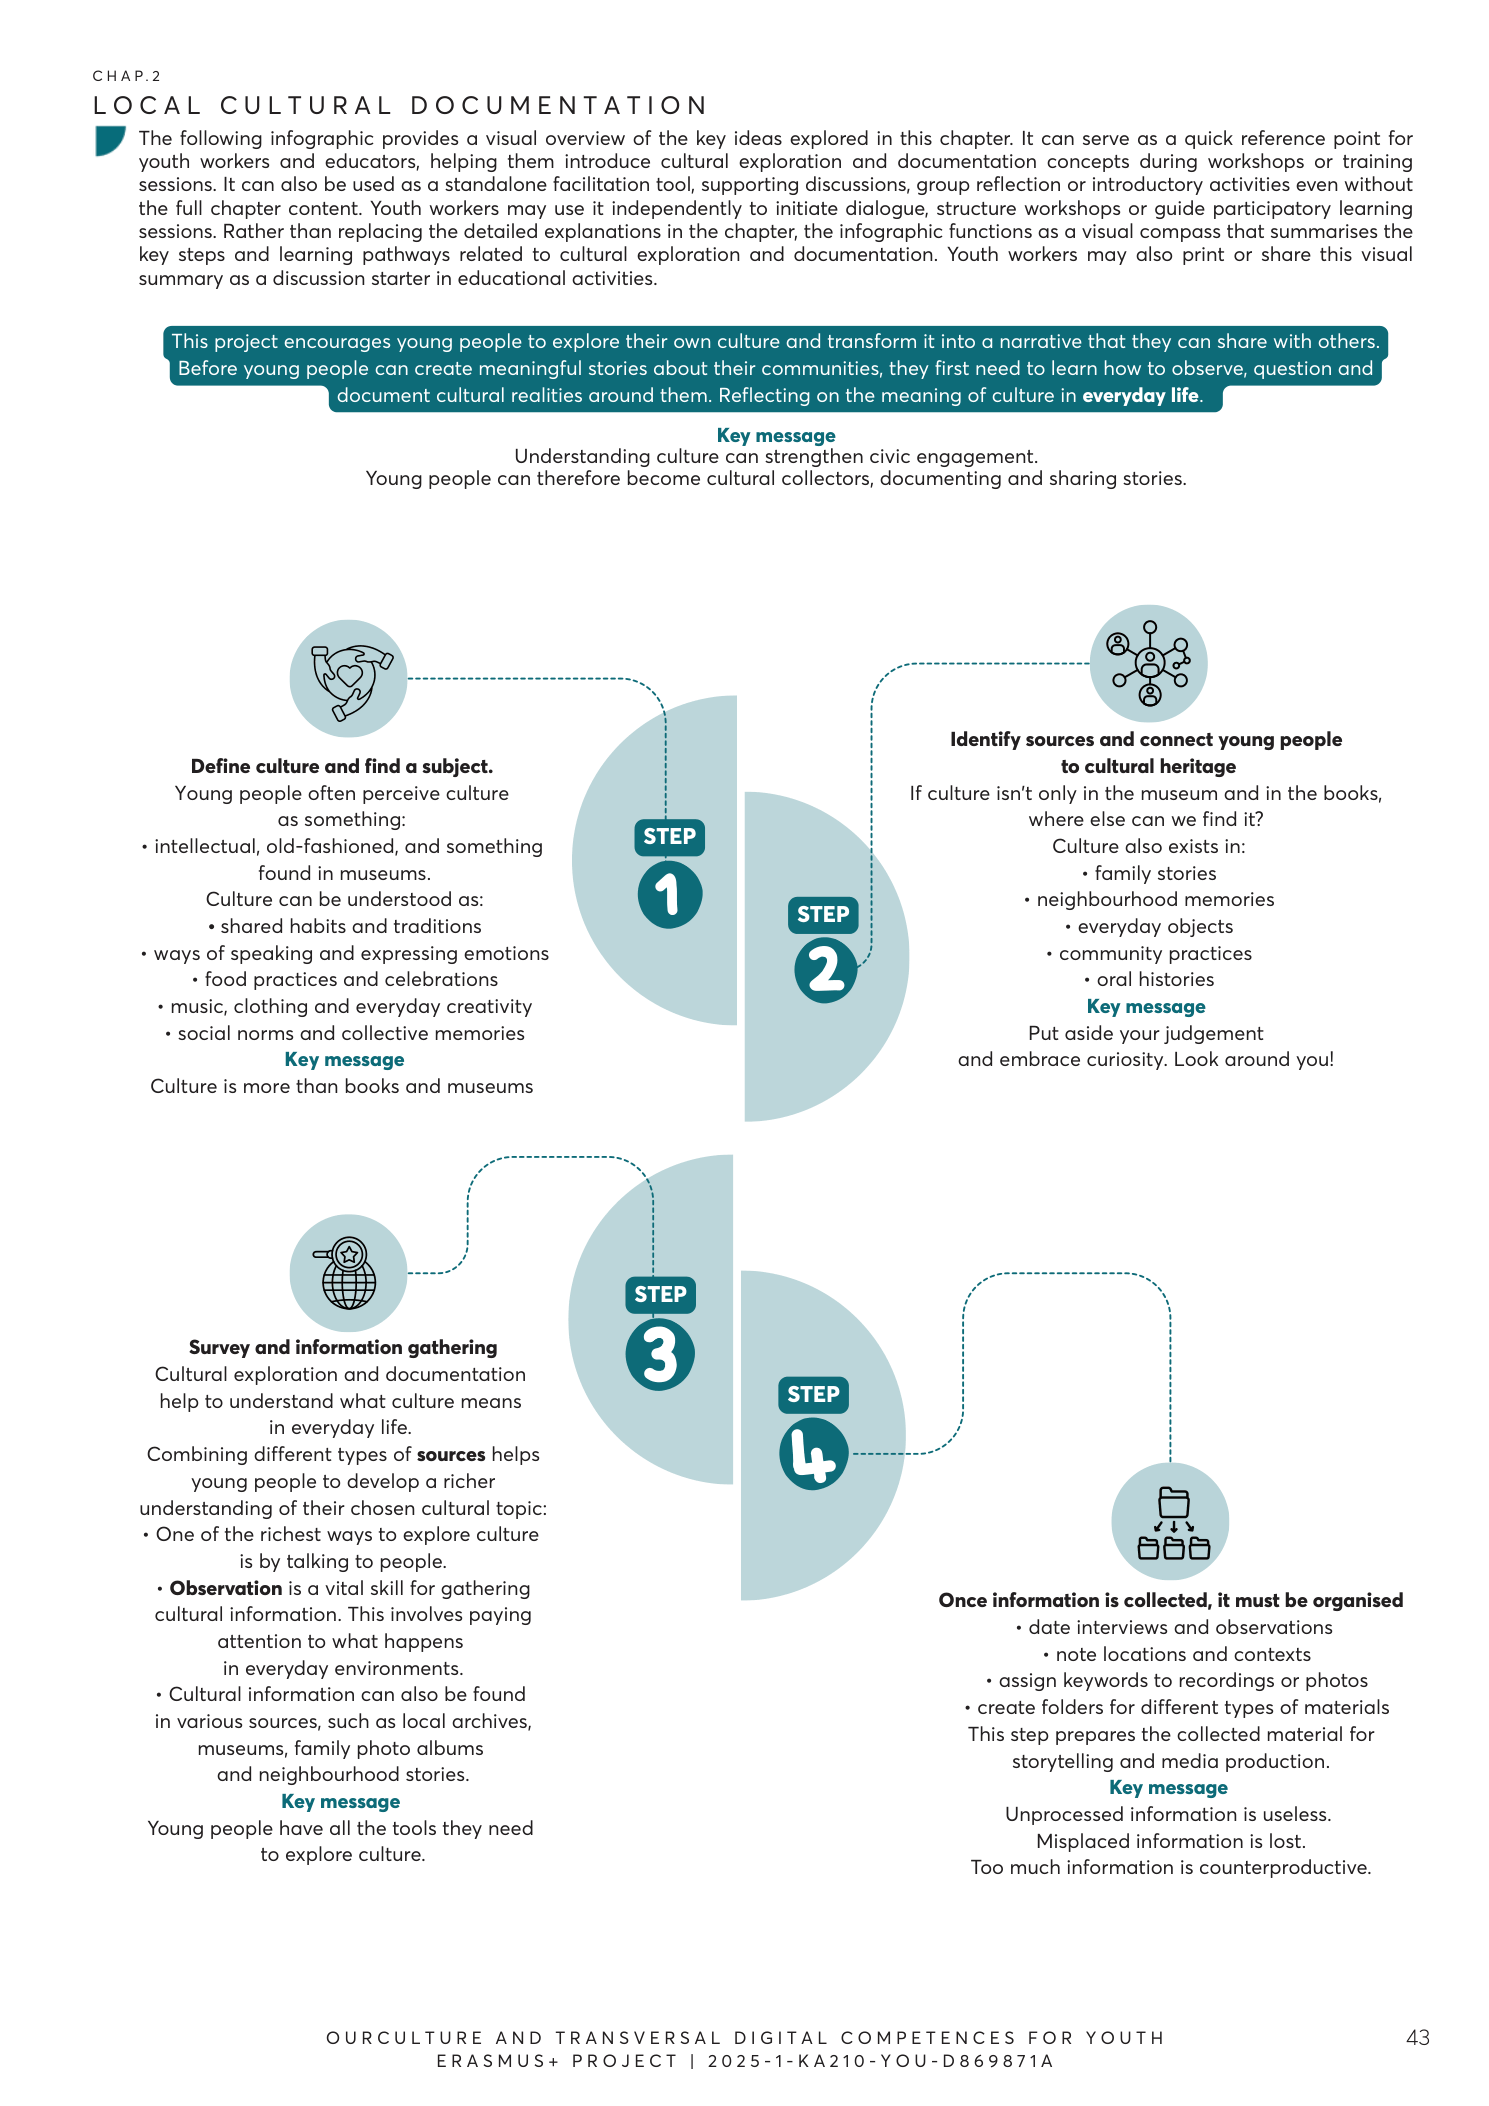 CHAP.2
LOCAL CULTURAL DOCUMENTATION
The following infographic provides a visual overview of the key ideas explored in this chapter. It can serve as a quick reference point for
youth workers and educators, helping them introduce cultural exploration and documentation concepts during workshops or training
sessions. It can also be used as a standalone facilitation tool, supporting discussions, group reflection or introductory activities even without
the full chapter content. Youth workers may use it independently to initiate dialogue, structure workshops or guide participatory learning
sessions. Rather than replacing the detailed explanations in the chapter, the infographic functions as a visual compass that summarises the
key steps and learning pathways related to cultural exploration and documentation. Youth workers may also print or share this visual
summary as a discussion starter in educational activities.
This project encourages young people to explore their own culture and transform it into a narrative that they can share with others.
Before young people can create meaningful stories about their communities, they first need to learn how to observe, question and
document cultural realities around them. Reflecting on the meaning of culture in everyday life.
Key message
Understanding culture can strengthen civic engagement.
Young people can therefore become cultural collectors, documenting and sharing stories.
STEP
1
Define culture and find a subject.
Young people often perceive culture
as something:
• intellectual, old-fashioned, and something
found in museums.
Culture can be understood as:
• shared habits and traditions
• ways of speaking and expressing emotions
• food practices and celebrations
• music, clothing and everyday creativity
• social norms and collective memories
Key message
Culture is more than books and museums
STEP
2
Identify sources and connect young people
to cultural heritage
If culture isn't only in the museum and in the books,
where else can we find it?
Culture also exists in:
• family stories
• neighbourhood memories
• everyday objects
• community practices
• oral histories
Key message
Put aside your judgement
and embrace curiosity. Look around you!
STEP
3
Survey and information gathering
Cultural exploration and documentation
help to understand what culture means
in everyday life.
Combining different types of sources helps
young people to develop a richer
understanding of their chosen cultural topic:
• One of the richest ways to explore culture
is by talking to people.
• Observation is a vital skill for gathering
cultural information. This involves paying
attention to what happens
in everyday environments.
• Cultural information can also be found
in various sources, such as local archives,
museums, family photo albums
and neighbourhood stories.
Key message
Young people have all the tools they need
to explore culture.
STEP
4
Once information is collected, it must be organised
• date interviews and observations
• note locations and contexts
• assign keywords to recordings or photos
• create folders for different types of materials
This step prepares the collected material for
storytelling and media production.
Key message
Unprocessed information is useless.
Misplaced information is lost.
Too much information is counterproductive.
OURCULTURE AND TRANSVERSAL DIGITAL COMPETENCES FOR YOUTH
ERASMUS+ PROJECT | 2025-1-KA210-YOU-D869871A
43